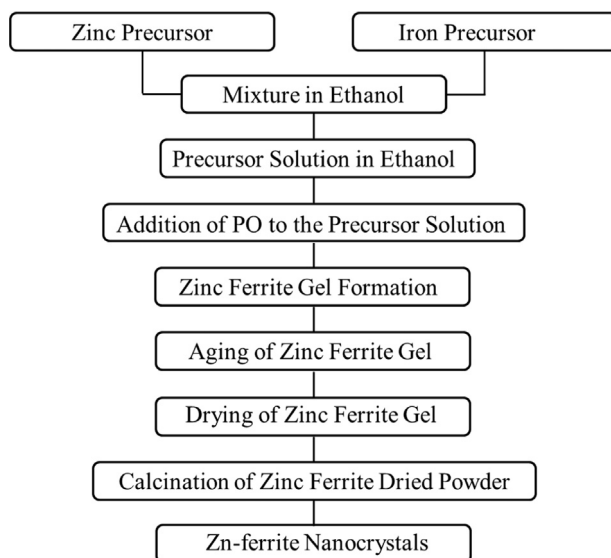 Zinc Precursor
Iron Precursor
Mixture in Ethanol
Precursor Solution in Ethanol
Addition of PO to the Precursor Solution
Zinc Ferrite Gel Formation
Aging of Zinc Ferrite Gel
Drying of Zinc Ferrite Gel
Calcination of Zinc Ferrite Dried Powder
Zn-ferrite Nanocrystals